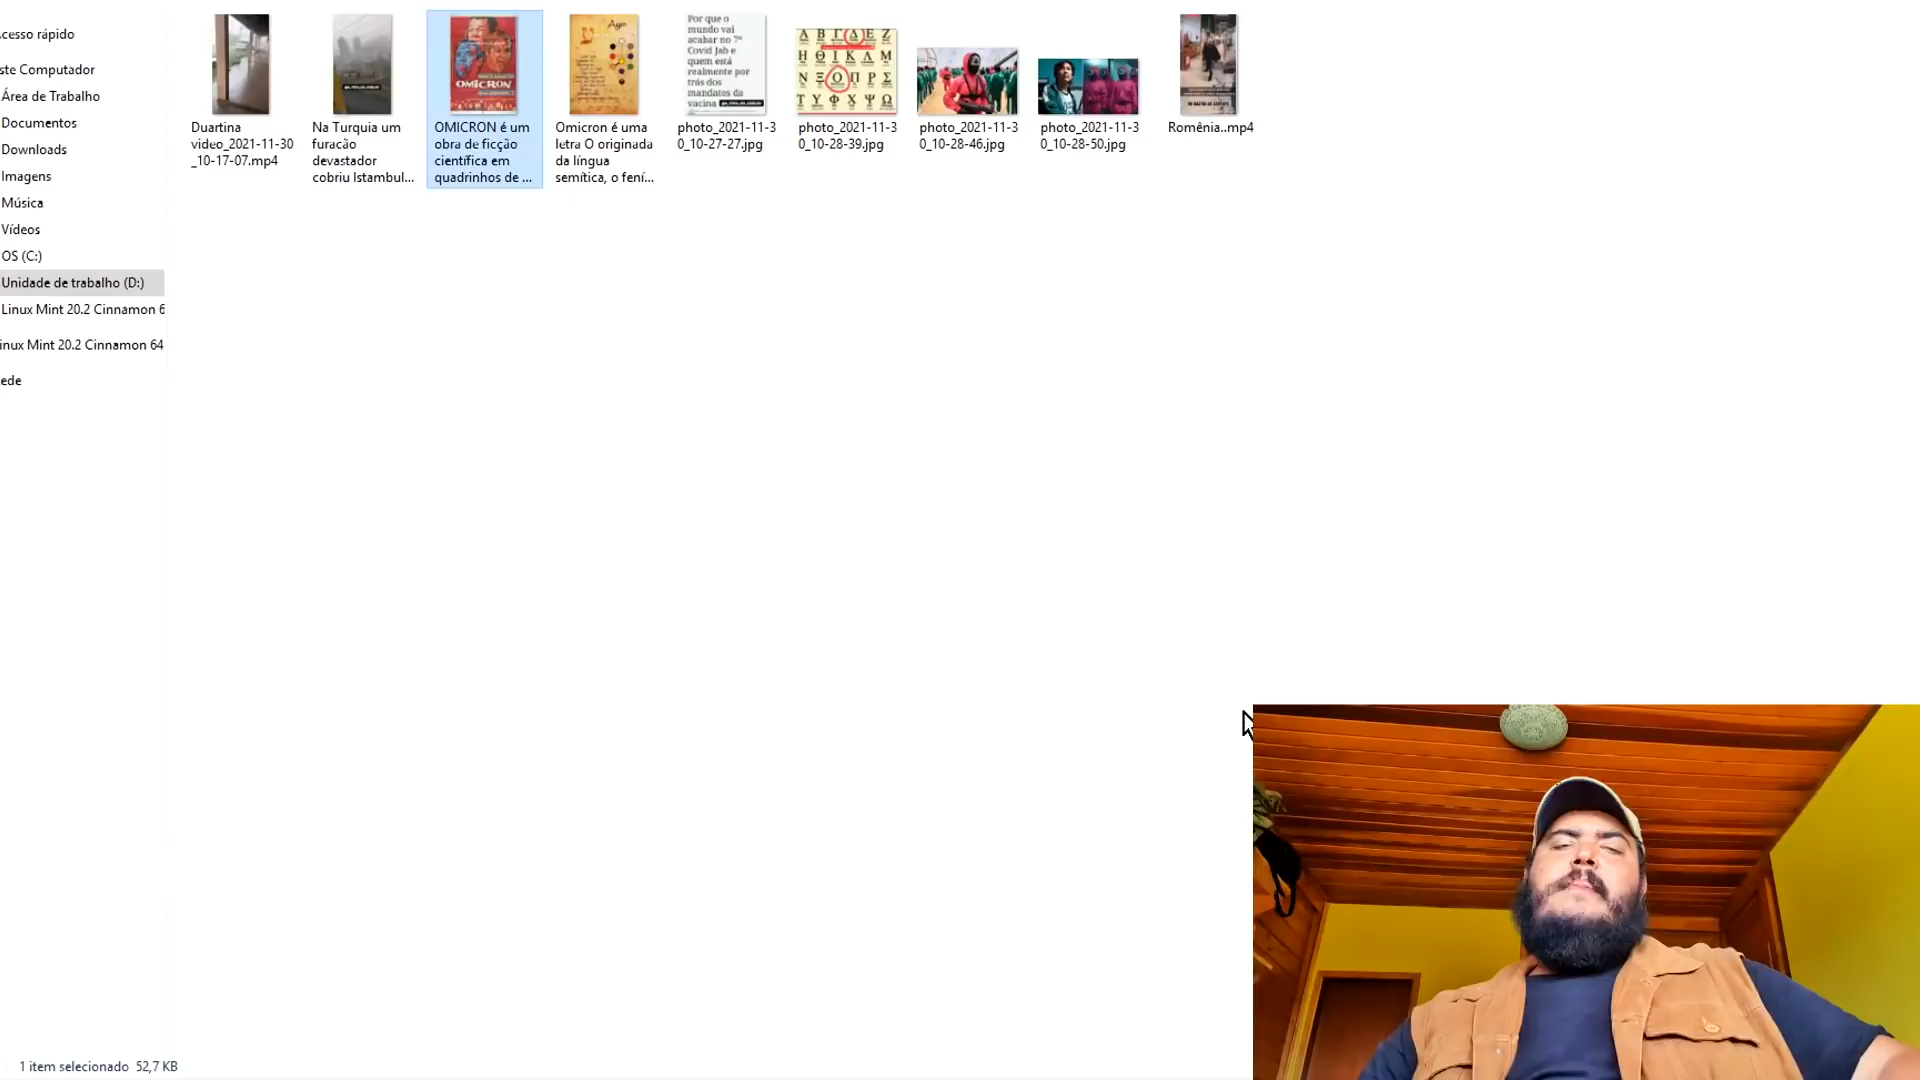 cesso rápido
ste Computador
Área de Trabalho
Documentos
Downloads
Imagens
Música
Vídeos
OS (C:)
Unidade de trabalho (D:)
Linux Mint 20.2 Cinnamon 6
inux Mint 20.2 Cinnamon 64
ede
Duartina
video_2021-11-30
_10-17-07.mp4
Na Turquia um
furacão
devastador
cobriu Istambul...
OMICRON
OMICRON é um
obra de ficção
científica em
quadrinhos de ...
Omicron é uma
letra O originada
da língua
semítica, o fení...
Por que o
mundo vai
acabar no 7º
Covid Jab e
quem está
realmente por
trás dos
mandatos da
vacina
photo_2021-11-3
0_10-27-27.jpg
Α Β Γ Δ Ε Ζ
Η Θ Ι Κ Λ Μ
Ν Ξ Ο Π Ρ Σ
Τ Υ Φ Χ Ψ Ω
photo_2021-11-3
0_10-28-39.jpg
photo_2021-11-3
0_10-28-46.jpg
photo_2021-11-3
0_10-28-50.jpg
Romênia..mp4
1 item selecionado 52,7 KB